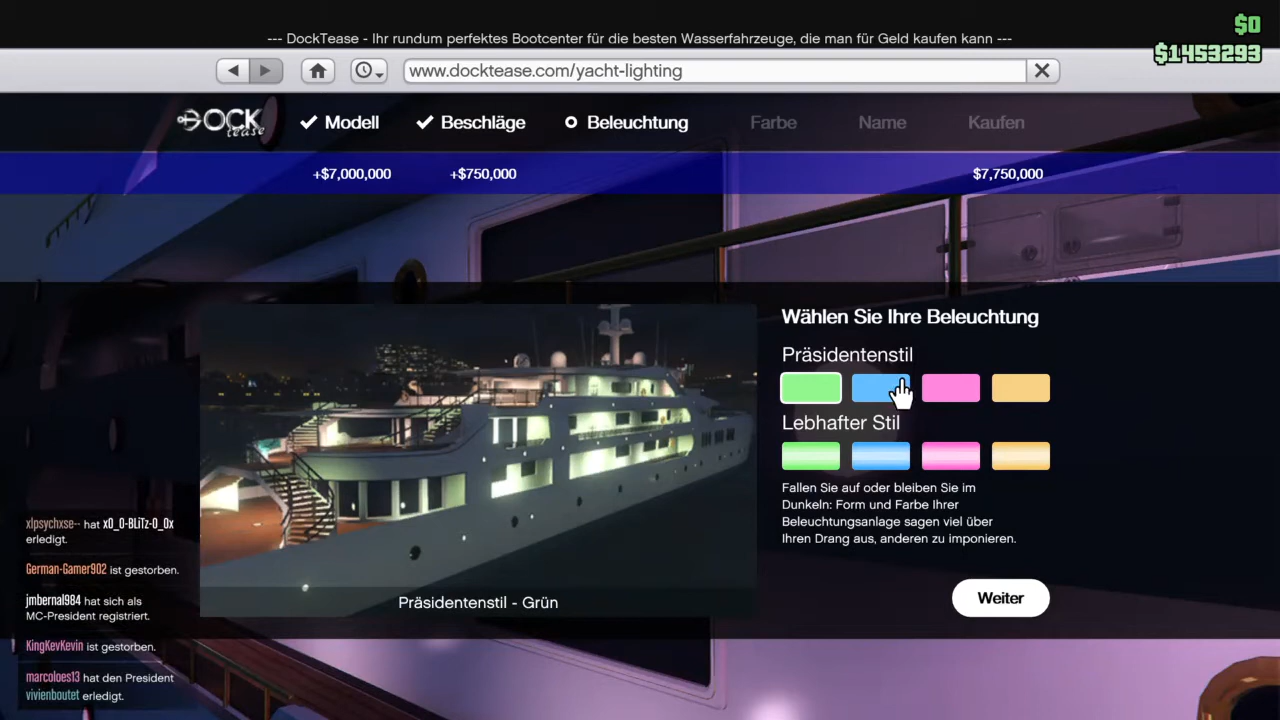 $0
$1453293
--- DockTease - Ihr rundum perfektes Bootcenter für die besten Wasserfahrzeuge, die man für Geld kaufen kann ---
www.docktease.com/yacht-lighting
DOCK
tease
Modell
Beschläge
Beleuchtung
Farbe
Name
Kaufen
+$7,000,000
+$750,000
$7,750,000
Wählen Sie Ihre Beleuchtung
Präsidentenstil
Lebhafter Stil
Fallen Sie auf oder bleiben Sie im
Dunkeln: Form und Farbe Ihrer
Beleuchtungsanlage sagen viel über
Ihren Drang aus, anderen zu imponieren.
Präsidentenstil - Grün
Weiter
xlpsychxse-- hat x0_0-BLiTz-0_0x
erledigt.
German-Gamer902 ist gestorben.
jmbernal984 hat sich als
MC-President registriert.
KingKevKevin ist gestorben.
marcoloes13 hat den President
vivienboutet erledigt.